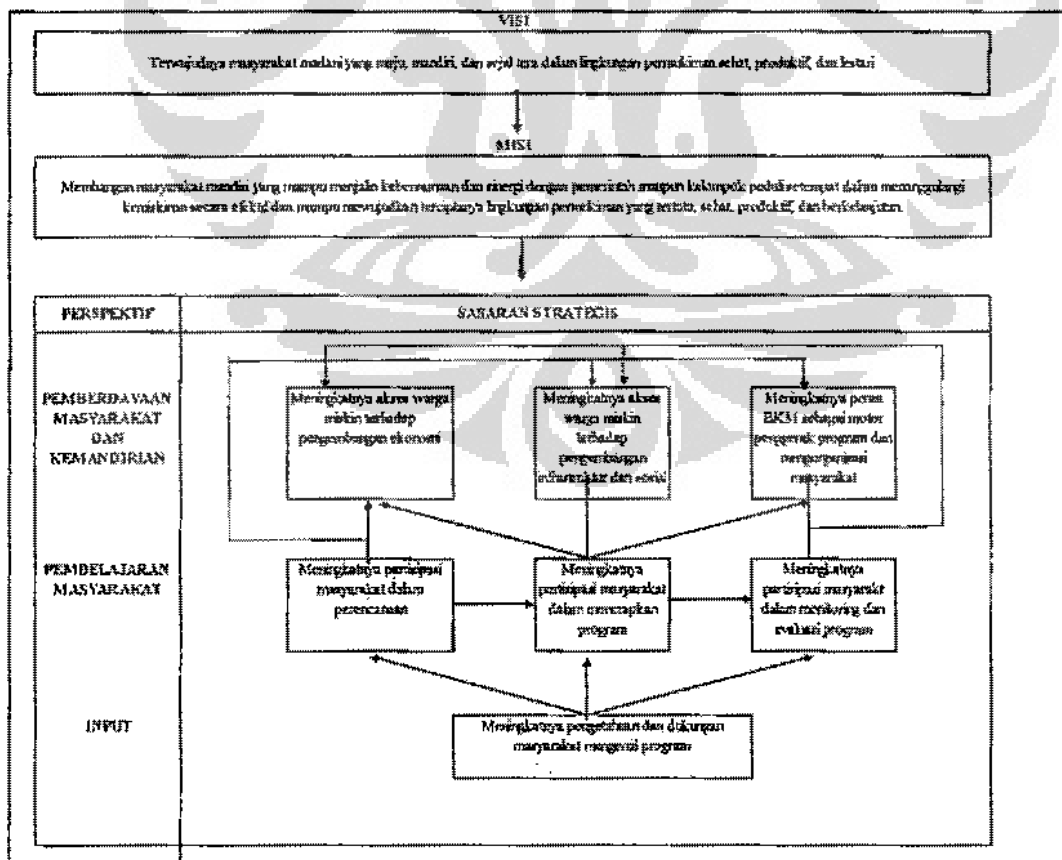 VISI
Terwujudnya masyarakat madani yang maju, mandiri, dan sejahtera dalam lingkungan permukiman sehat, produktif, dan lestari
MISI
Membangun masyarakat mandiri yang mampu menjalin kebersamaan dan sinergi dengan pemerintah maupun kelompok peduli setempat dalam menanggulangi
kemiskinan secara efektif dan mampu mewujudkan terciptanya lingkungan permukiman yang tertata, sehat, produktif, dan berkelanjutan.
PERSPEKTIF
SASARAN STRATEGIS
PEMBERDAYAAN
MASYARAKAT
DAN
KEMANDIRIAN
Meningkatnya akses warga
miskin terhadap
pengembangan ekonomi
Meningkatnya akses
warga miskin
terhadap
pengembangan
infrastruktur dan sosial
Meningkatnya peran
BKM sebagai motor
penggerak program dan
mengorganisasi
masyarakat
PEMBELAJARAN
MASYARAKAT
Meningkatnya partisipasi
masyarakat dalam
perencanaan
Meningkatnya
partisipasi masyarakat
dalam menetapkan
program
Meningkatnya
partisipasi masyarakt
dalam monitoring dan
evaluasi program
INPUT
Meningkatnya pengetahuan dan dukungan
masyarakat mengenai program